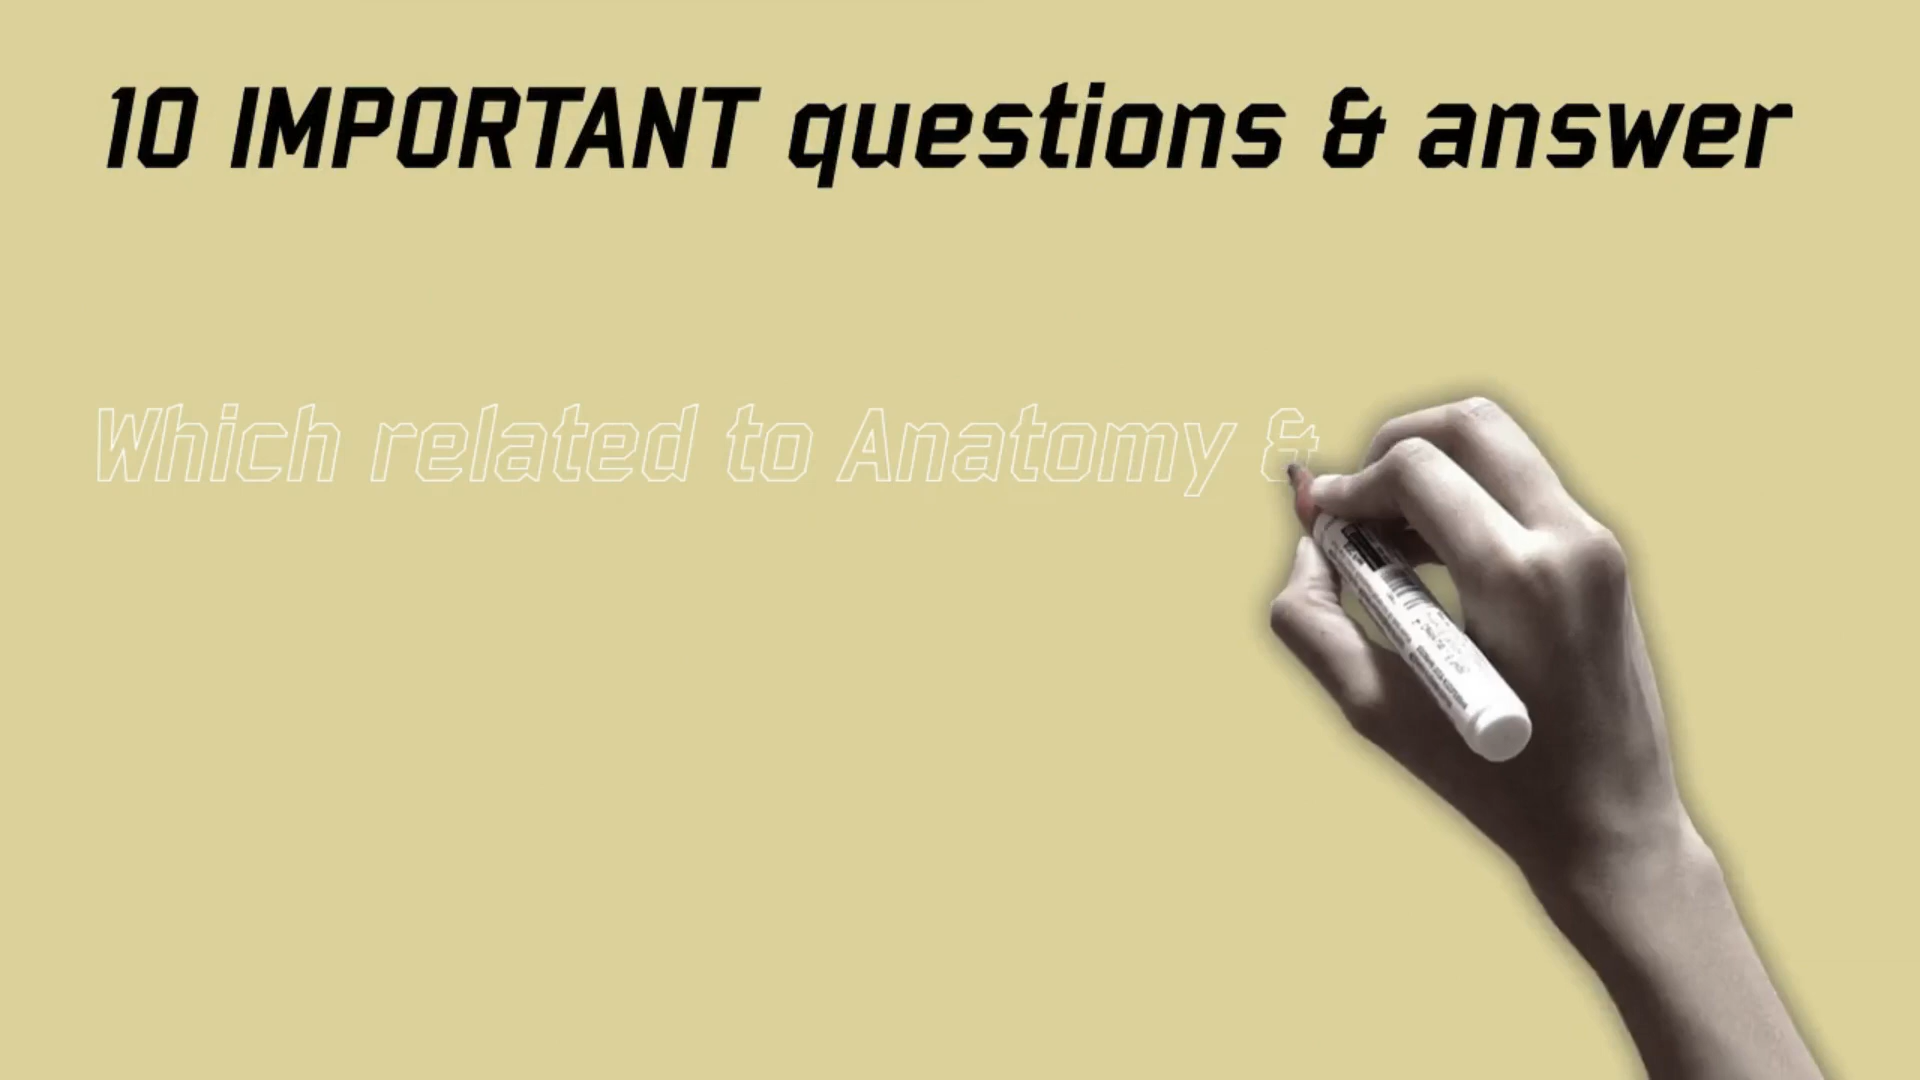 10 IMPORTANT questions & answer
Which related to Anatomy &